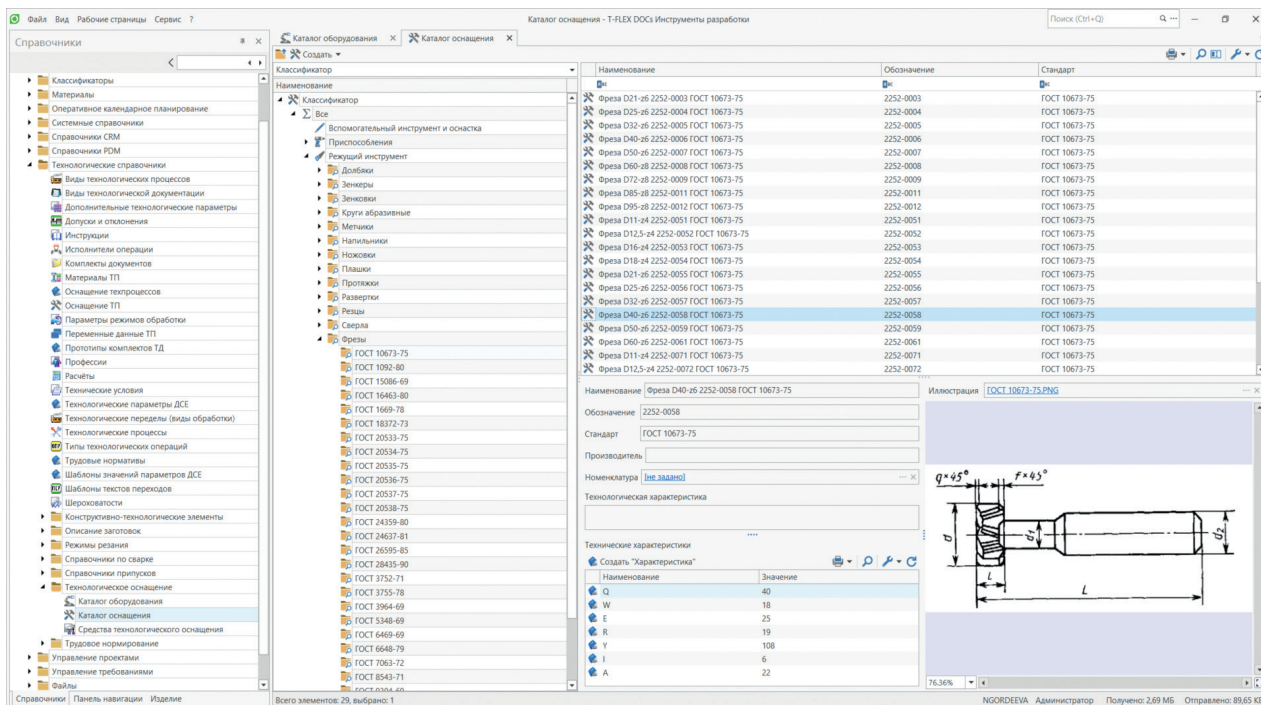 Файл Вид Рабочие страницы Сервис ?
Каталог оснащения - T-FLEX DOCs Инструменты разработки
Поиск (Ctrl+Q)
Справочники
Классификаторы
Материалы
Оперативное календарное планирование
Системные справочники
Справочники CRM
Справочники PDM
Технологические справочники
Виды технологических процессов
Виды технологической документации
Дополнительные технологические параметры
Допуски и отклонения
Инструкции
Исполнители операции
Комплекты документов
Материалы ТП
Оснащение техпроцессов
Оснащение ТП
Параметры режимов обработки
Переменные данные ТП
Прототипы комплектов ТД
Профессии
Расчёты
Технические условия
Технологические параметры ДСЕ
Технологические переделы (виды обработки)
Технологические процессы
Типы технологических операций
Трудовые нормативы
Шаблоны значений параметров ДСЕ
Шаблоны текстов переходов
Шероховатости
Конструктивно-технологические элементы
Описание заготовок
Режимы резания
Справочники по сварке
Справочники припусков
Технологическое оснащение
Каталог оборудования
Каталог оснащения
Средства технологического оснащения
Трудовое нормирование
Управление проектами
Управление требованиями
Файлы
Справочники Панель навигации Изделие
Каталог оборудования Каталог оснащения
Создать
Классификатор
Наименование
Классификатор
Все
Вспомогательный инструмент и оснастка
Приспособления
Режущий инструмент
Долбяки
Зенкеры
Зенковки
Круги абразивные
Метчики
Напильники
Ножовки
Плашки
Протяжки
Развертки
Резцы
Сверла
Фрезы
ГОСТ 10673-75
ГОСТ 1092-80
ГОСТ 15086-69
ГОСТ 16463-80
ГОСТ 1669-78
ГОСТ 18372-73
ГОСТ 20533-75
ГОСТ 20534-75
ГОСТ 20535-75
ГОСТ 20536-75
ГОСТ 20537-75
ГОСТ 20538-75
ГОСТ 24359-80
ГОСТ 24637-81
ГОСТ 26595-85
ГОСТ 28435-90
ГОСТ 3752-71
ГОСТ 3755-78
ГОСТ 3964-69
ГОСТ 5348-69
ГОСТ 6469-69
ГОСТ 6648-79
ГОСТ 7063-72
ГОСТ 8543-71
Всего элементов: 29, выбрано: 1
Наименование Обозначение Стандарт
Фреза D21-z6 2252-0003 ГОСТ 10673-75 2252-0003 ГОСТ 10673-75
Фреза D25-z6 2252-0004 ГОСТ 10673-75 2252-0004 ГОСТ 10673-75
Фреза D32-z6 2252-0005 ГОСТ 10673-75 2252-0005 ГОСТ 10673-75
Фреза D40-z6 2252-0006 ГОСТ 10673-75 2252-0006 ГОСТ 10673-75
Фреза D50-z6 2252-0007 ГОСТ 10673-75 2252-0007 ГОСТ 10673-75
Фреза D60-z8 2252-0008 ГОСТ 10673-75 2252-0008 ГОСТ 10673-75
Фреза D72-z8 2252-0009 ГОСТ 10673-75 2252-0009 ГОСТ 10673-75
Фреза D85-z8 2252-0011 ГОСТ 10673-75 2252-0011 ГОСТ 10673-75
Фреза D95-z8 2252-0012 ГОСТ 10673-75 2252-0012 ГОСТ 10673-75
Фреза D11-z4 2252-0051 ГОСТ 10673-75 2252-0051 ГОСТ 10673-75
Фреза D12,5-z4 2252-0052 ГОСТ 10673-75 2252-0052 ГОСТ 10673-75
Фреза D16-z4 2252-0053 ГОСТ 10673-75 2252-0053 ГОСТ 10673-75
Фреза D18-z4 2252-0054 ГОСТ 10673-75 2252-0054 ГОСТ 10673-75
Фреза D21-z6 2252-0055 ГОСТ 10673-75 2252-0055 ГОСТ 10673-75
Фреза D25-z6 2252-0056 ГОСТ 10673-75 2252-0056 ГОСТ 10673-75
Фреза D32-z6 2252-0057 ГОСТ 10673-75 2252-0057 ГОСТ 10673-75
Фреза D40-z6 2252-0058 ГОСТ 10673-75 2252-0058 ГОСТ 10673-75
Фреза D50-z6 2252-0059 ГОСТ 10673-75 2252-0059 ГОСТ 10673-75
Фреза D60-z6 2252-0061 ГОСТ 10673-75 2252-0061 ГОСТ 10673-75
Фреза D11-z4 2252-0071 ГОСТ 10673-75 2252-0071 ГОСТ 10673-75
Фреза D12,5-z4 2252-0072 ГОСТ 10673-75 2252-0072 ГОСТ 10673-75
Наименование Фреза D40-z6 2252-0058 ГОСТ 10673-75
Обозначение 2252-0058
Стандарт ГОСТ 10673-75
Производитель
Номенклатура [не задано]
Технологическая характеристика
Технические характеристики
Создать "Характеристика"
Наименование Значение
Q 40
W 18
E 25
R 19
Y 108
I 6
A 22
Иллюстрация ГОСТ 10673-75.PNG
q×45° f×45°
d d1 d2
L
L
76.36%
NGORDEEVA Администратор Получено: 2,69 МБ Отправлено: 89,65 КБ